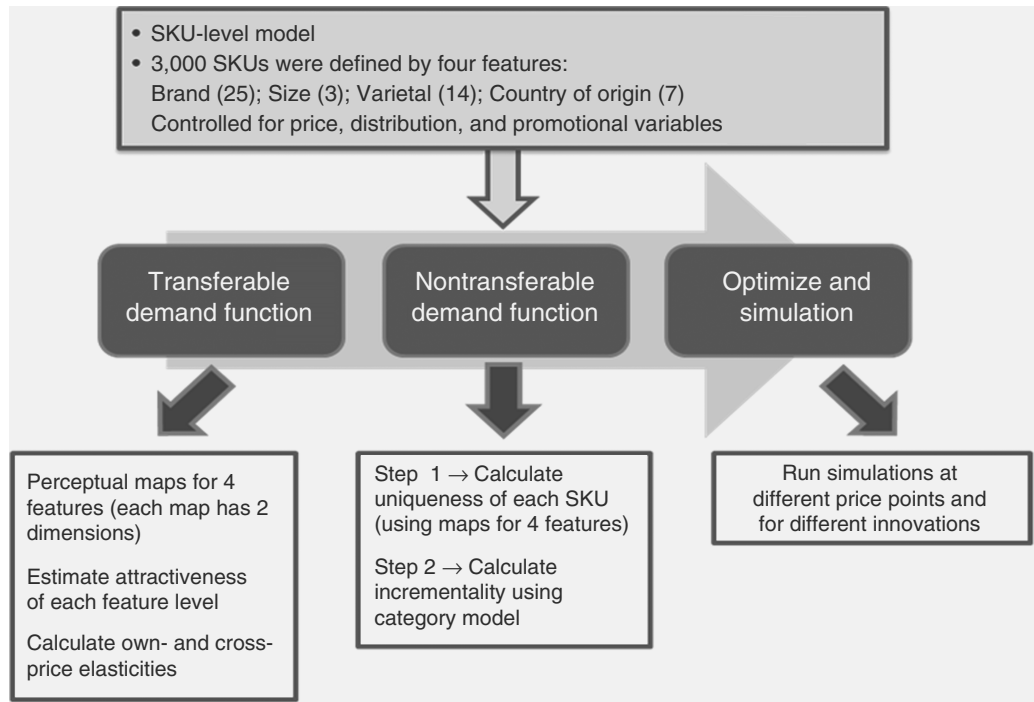 • SKU-level model
• 3,000 SKUs were defined by four features:
Brand (25); Size (3); Varietal (14); Country of origin (7)
Controlled for price, distribution, and promotional variables
Transferable
demand function
Nontransferable
demand function
Optimize and
simulation
Perceptual maps for 4
features (each map has 2
dimensions)
Estimate attractiveness
of each feature level
Calculate own- and cross-
price elasticities
Step 1 → Calculate
uniqueness of each SKU
(using maps for 4 features)
Step 2 → Calculate
incrementality using
category model
Run simulations at
different price points and
for different innovations